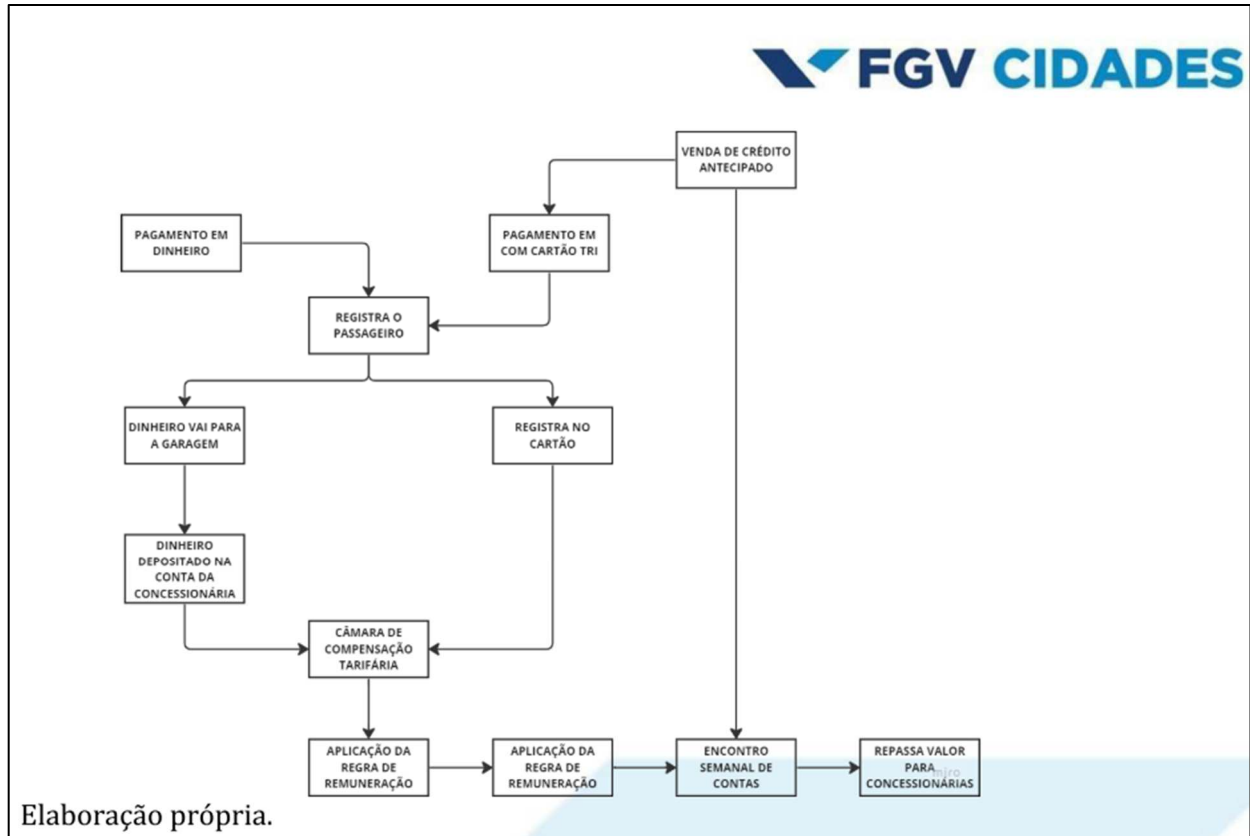 FGV CIDADES
VENDA DE CRÉDITO
ANTECIPADO
PAGAMENTO EM
DINHEIRO
PAGAMENTO EM
COM CARTÃO TRI
REGISTRA O
PASSAGEIRO
DINHEIRO VAI PARA
A GARAGEM
REGISTRA NO
CARTÃO
DINHEIRO
DEPOSITADO NA
CONTA DA
CONCESSIONÁRIA
CÂMARA DE
COMPENSAÇÃO
TARIFÁRIA
APLICAÇÃO DA
REGRA DE
REMUNERAÇÃO
APLICAÇÃO DA
REGRA DE
REMUNERAÇÃO
ENCONTRO
SEMANAL DE
CONTAS
REPASSA VALOR
PARA
CONCESSIONÁRIAS
miro
Elaboração própria.